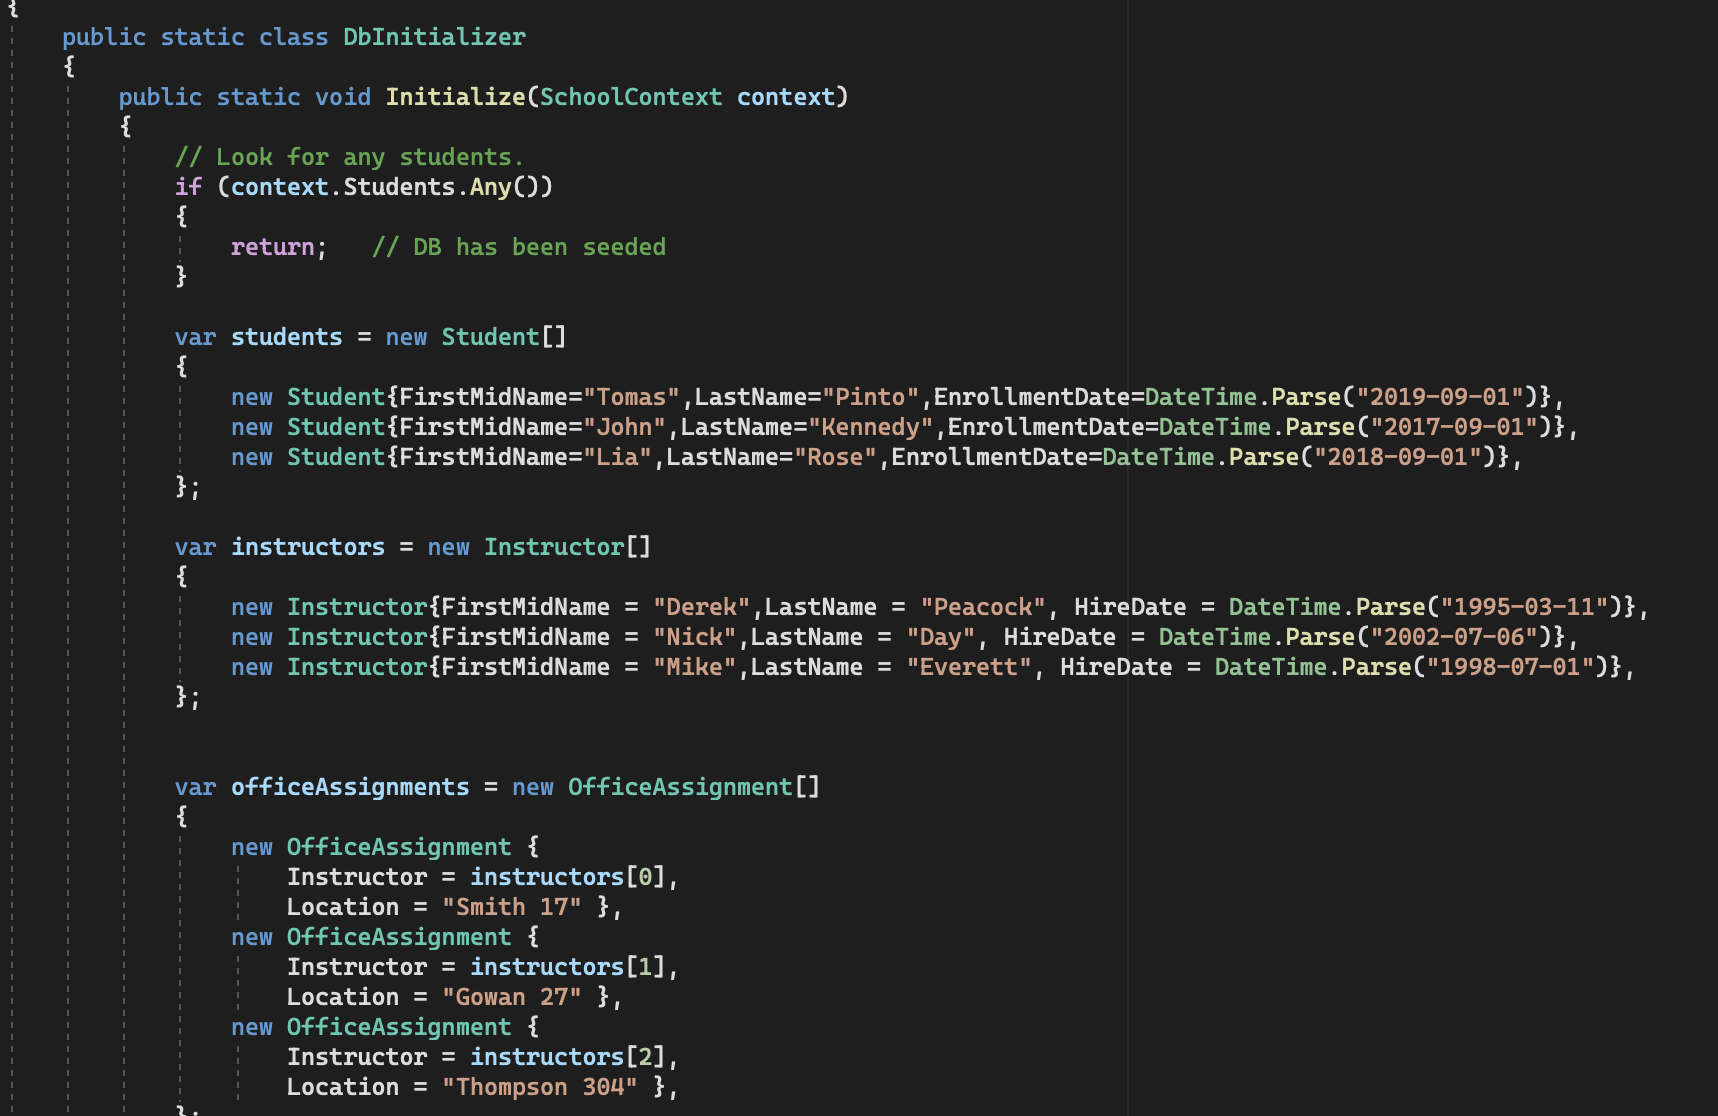 {
public static class DbInitializer
{
public static void Initialize(SchoolContext context)
{
// Look for any students.
if (context.Students.Any())
{
return;   // DB has been seeded
}
var students = new Student[]
{
new Student{FirstMidName="Tomas",LastName="Pinto",EnrollmentDate=DateTime.Parse("2019-09-01")},
new Student{FirstMidName="John",LastName="Kennedy",EnrollmentDate=DateTime.Parse("2017-09-01")},
new Student{FirstMidName="Lia",LastName="Rose",EnrollmentDate=DateTime.Parse("2018-09-01")},
};
var instructors = new Instructor[]
{
new Instructor{FirstMidName = "Derek",LastName = "Peacock", HireDate = DateTime.Parse("1995-03-11")},
new Instructor{FirstMidName = "Nick",LastName = "Day", HireDate = DateTime.Parse("2002-07-06")},
new Instructor{FirstMidName = "Mike",LastName = "Everett", HireDate = DateTime.Parse("1998-07-01")},
};
var officeAssignments = new OfficeAssignment[]
{
new OfficeAssignment {
Instructor = instructors[0],
Location = "Smith 17" },
new OfficeAssignment {
Instructor = instructors[1],
Location = "Gowan 27" },
new OfficeAssignment {
Instructor = instructors[2],
Location = "Thompson 304" },
};